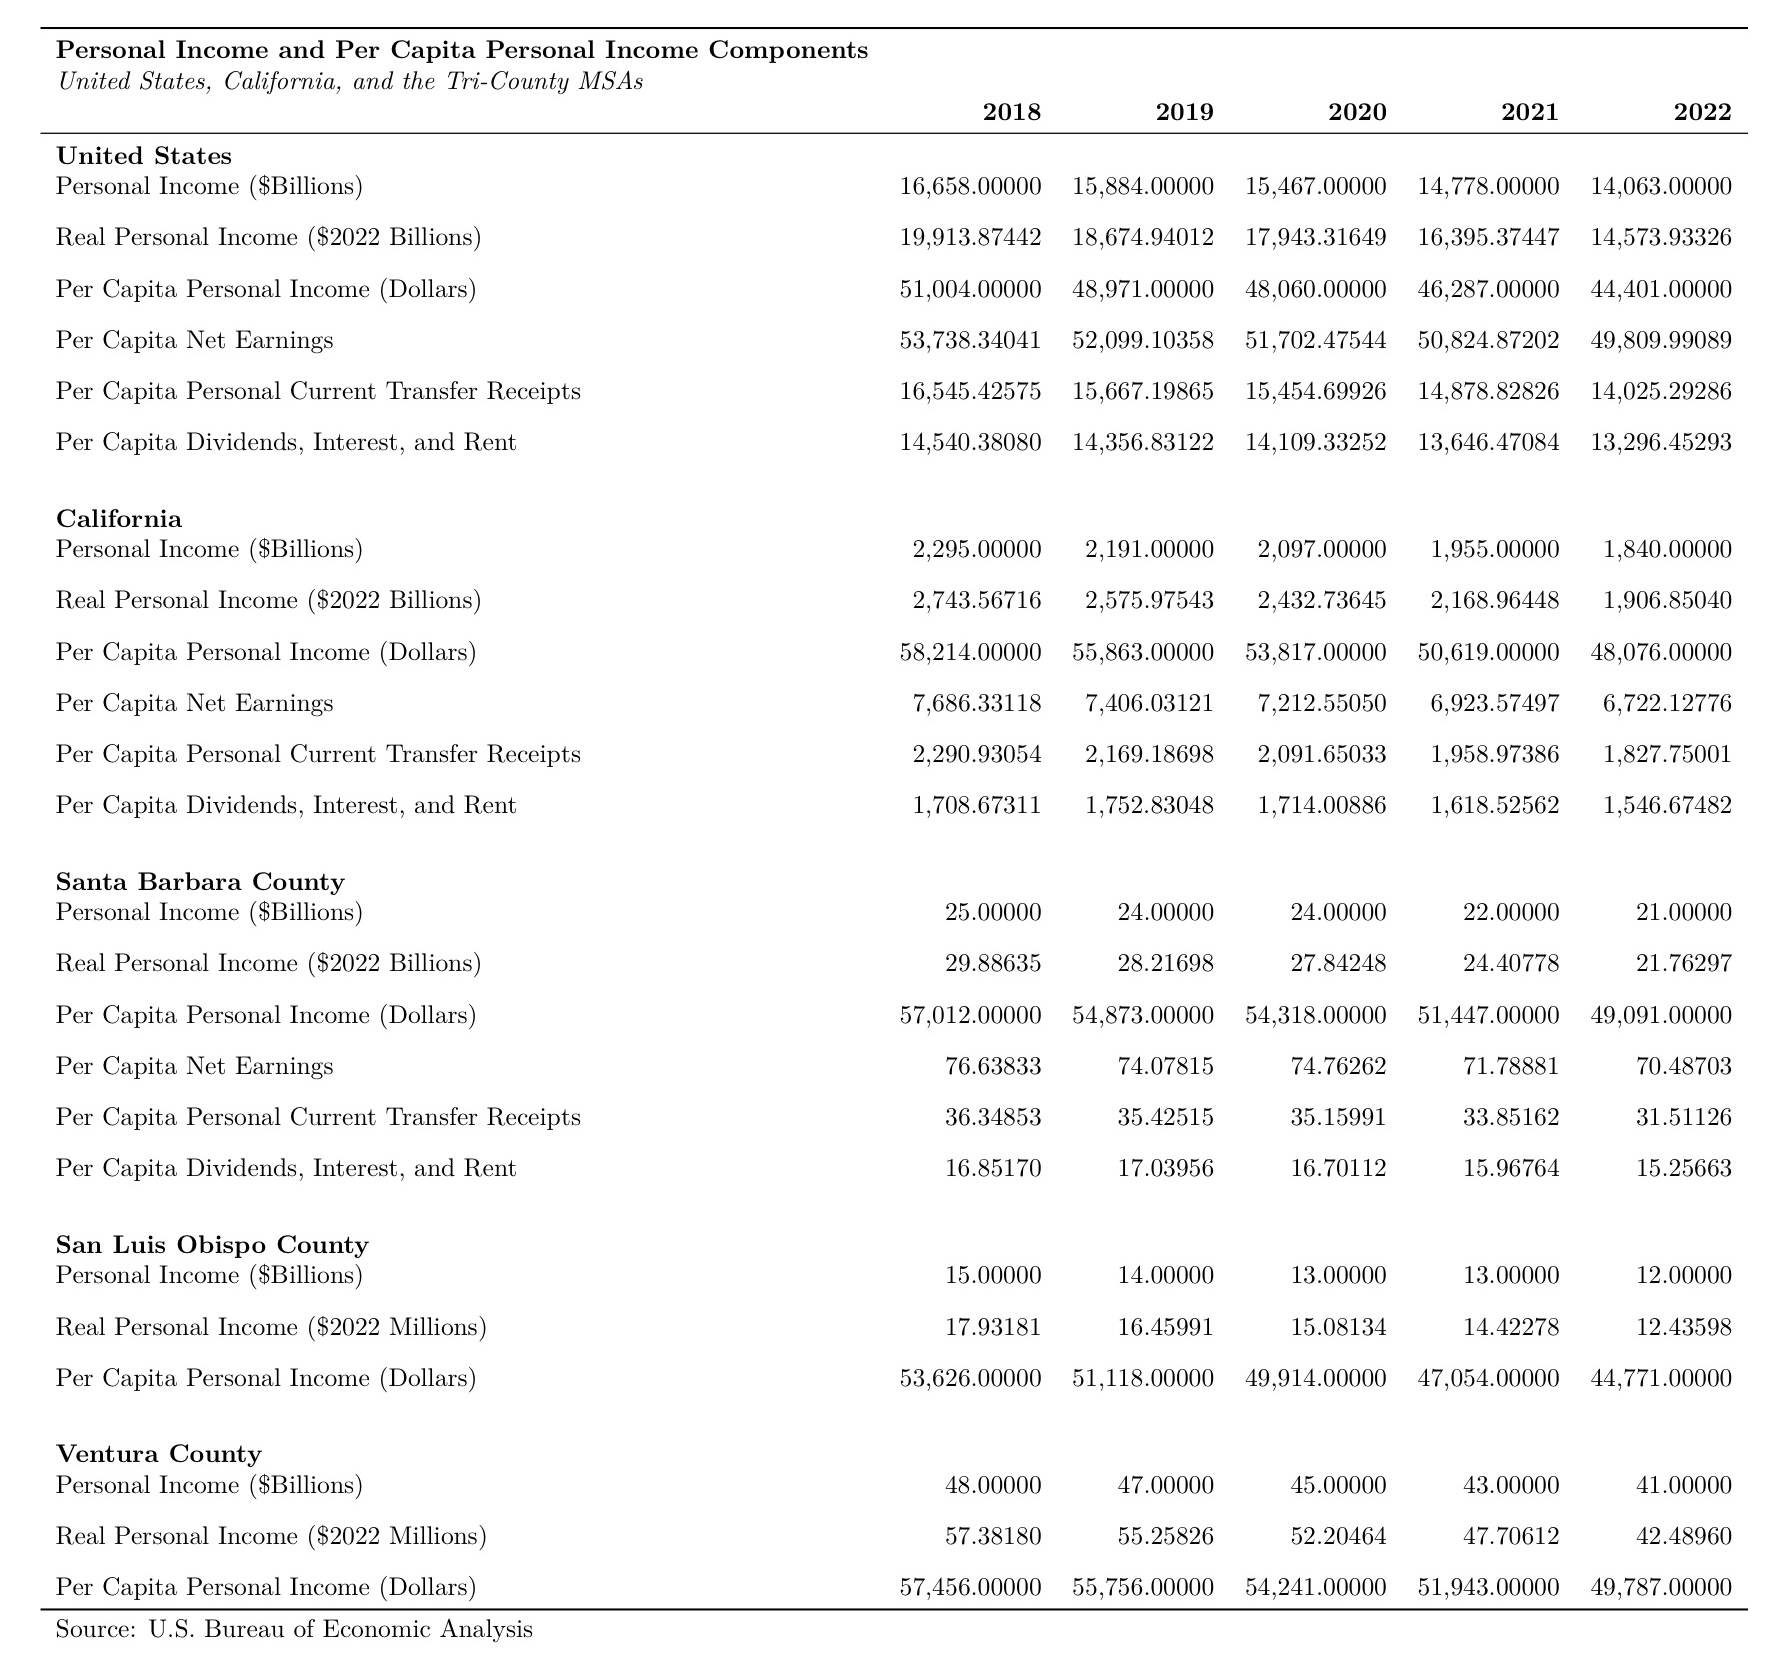 Personal Income and Per Capita Personal Income Components
United States, California, and the Tri-County MSAs
2018 2019 2020 2021 2022
United States
Personal Income ($Billions) 16,658.00000 15,884.00000 15,467.00000 14,778.00000 14,063.00000
Real Personal Income ($2022 Billions) 19,913.87442 18,674.94012 17,943.31649 16,395.37447 14,573.93326
Per Capita Personal Income (Dollars) 51,004.00000 48,971.00000 48,060.00000 46,287.00000 44,401.00000
Per Capita Net Earnings 53,738.34041 52,099.10358 51,702.47544 50,824.87202 49,809.99089
Per Capita Personal Current Transfer Receipts 16,545.42575 15,667.19865 15,454.69926 14,878.82826 14,025.29286
Per Capita Dividends, Interest, and Rent 14,540.38080 14,356.83122 14,109.33252 13,646.47084 13,296.45293
California
Personal Income ($Billions) 2,295.00000 2,191.00000 2,097.00000 1,955.00000 1,840.00000
Real Personal Income ($2022 Billions) 2,743.56716 2,575.97543 2,432.73645 2,168.96448 1,906.85040
Per Capita Personal Income (Dollars) 58,214.00000 55,863.00000 53,817.00000 50,619.00000 48,076.00000
Per Capita Net Earnings 7,686.33118 7,406.03121 7,212.55050 6,923.57497 6,722.12776
Per Capita Personal Current Transfer Receipts 2,290.93054 2,169.18698 2,091.65033 1,958.97386 1,827.75001
Per Capita Dividends, Interest, and Rent 1,708.67311 1,752.83048 1,714.00886 1,618.52562 1,546.67482
Santa Barbara County
Personal Income ($Billions) 25.00000 24.00000 24.00000 22.00000 21.00000
Real Personal Income ($2022 Billions) 29.88635 28.21698 27.84248 24.40778 21.76297
Per Capita Personal Income (Dollars) 57,012.00000 54,873.00000 54,318.00000 51,447.00000 49,091.00000
Per Capita Net Earnings 76.63833 74.07815 74.76262 71.78881 70.48703
Per Capita Personal Current Transfer Receipts 36.34853 35.42515 35.15991 33.85162 31.51126
Per Capita Dividends, Interest, and Rent 16.85170 17.03956 16.70112 15.96764 15.25663
San Luis Obispo County
Personal Income ($Billions) 15.00000 14.00000 13.00000 13.00000 12.00000
Real Personal Income ($2022 Millions) 17.93181 16.45991 15.08134 14.42278 12.43598
Per Capita Personal Income (Dollars) 53,626.00000 51,118.00000 49,914.00000 47,054.00000 44,771.00000
Ventura County
Personal Income ($Billions) 48.00000 47.00000 45.00000 43.00000 41.00000
Real Personal Income ($2022 Millions) 57.38180 55.25826 52.20464 47.70612 42.48960
Per Capita Personal Income (Dollars) 57,456.00000 55,756.00000 54,241.00000 51,943.00000 49,787.00000
Source: U.S. Bureau of Economic Analysis